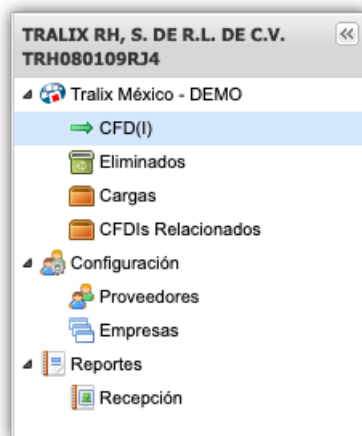 TRALIX RH, S. DE R.L. DE C.V.
TRH080109RJ4
Tralix México - DEMO
CFD(I)
Eliminados
Cargas
CFDIs Relacionados
Configuración
Proveedores
Empresas
Reportes
Recepción